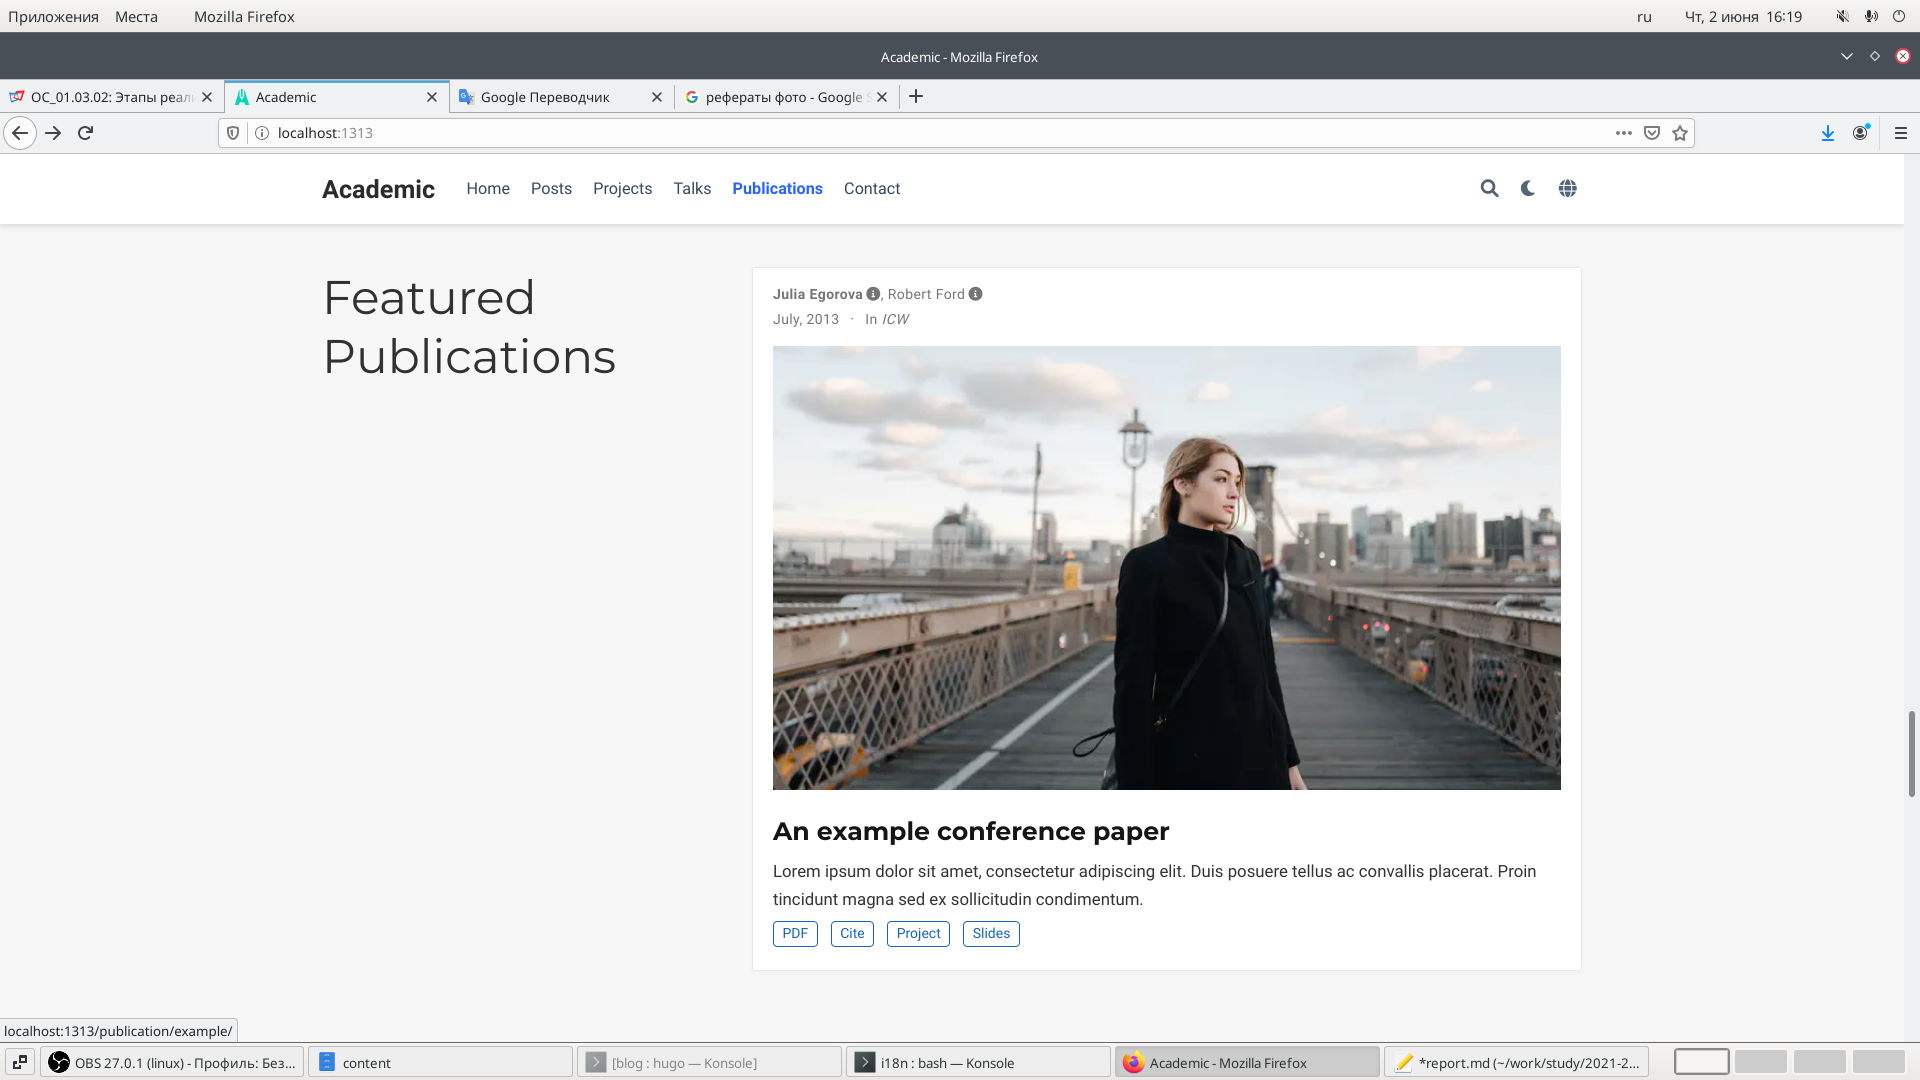 Приложения Места Mozilla Firefox ru Чт, 2 июня 16:19
Academic - Mozilla Firefox
ОС_01.03.02: Этапы реал Academic Google Переводчик рефераты фото - Google S
localhost:1313
Academic Home Posts Projects Talks Publications Contact
Featured
Publications
Julia Egorova, Robert Ford
July, 2013 · In ICW
An example conference paper
Lorem ipsum dolor sit amet, consectetur adipiscing elit. Duis posuere tellus ac convallis placerat. Proin
tincidunt magna sed ex sollicitudin condimentum.
PDF Cite Project Slides
localhost:1313/publication/example/
OBS 27.0.1 (linux) - Профиль: Без... content [blog : hugo — Konsole] i18n : bash — Konsole Academic - Mozilla Firefox *report.md (~/work/study/2021-2...